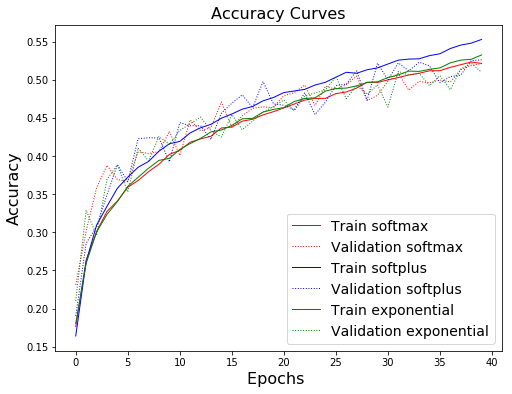 Accuracy Curves
Accuracy
0.55
0.50
0.45
0.40
0.35
0.30
0.25
0.20
0.15
Train softmax
Validation softmax
Train softplus
Validation softplus
Train exponential
Validation exponential
0 5 10 15 20 25 30 35 40
Epochs